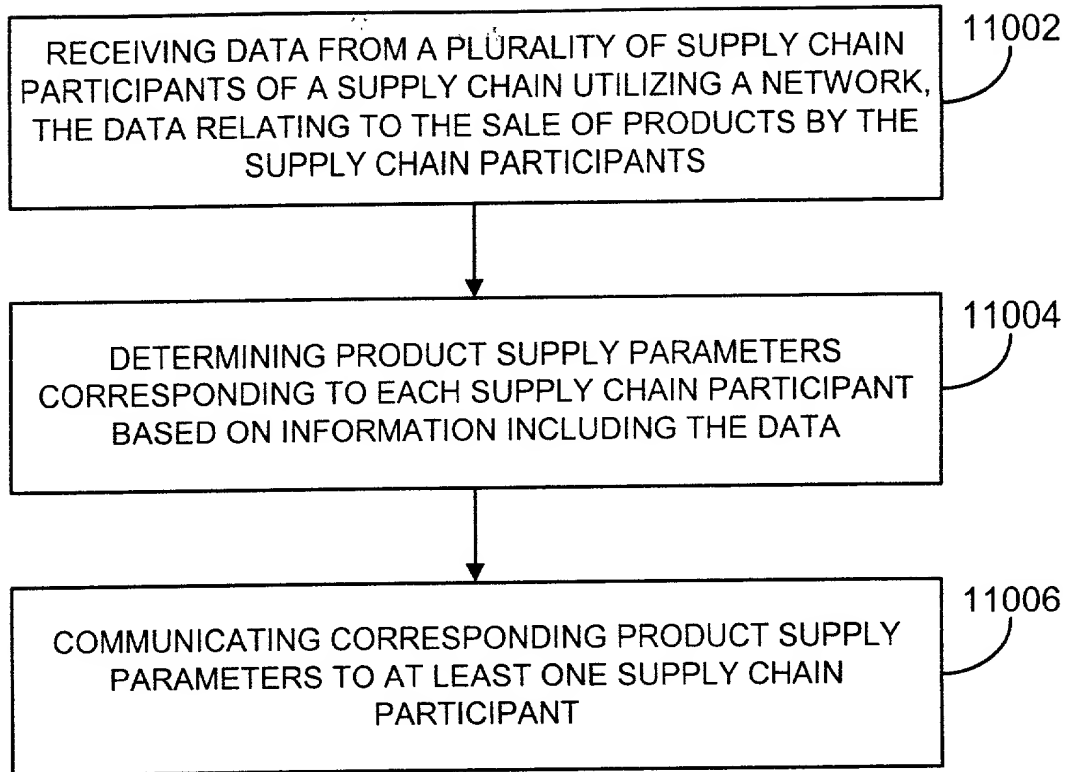 RECEIVING DATA FROM A PLURALITY OF SUPPLY CHAIN
PARTICIPANTS OF A SUPPLY CHAIN UTILIZING A NETWORK,
THE DATA RELATING TO THE SALE OF PRODUCTS BY THE
SUPPLY CHAIN PARTICIPANTS
11002
DETERMINING PRODUCT SUPPLY PARAMETERS
CORRESPONDING TO EACH SUPPLY CHAIN PARTICIPANT
BASED ON INFORMATION INCLUDING THE DATA
11004
COMMUNICATING CORRESPONDING PRODUCT SUPPLY
PARAMETERS TO AT LEAST ONE SUPPLY CHAIN
PARTICIPANT
11006